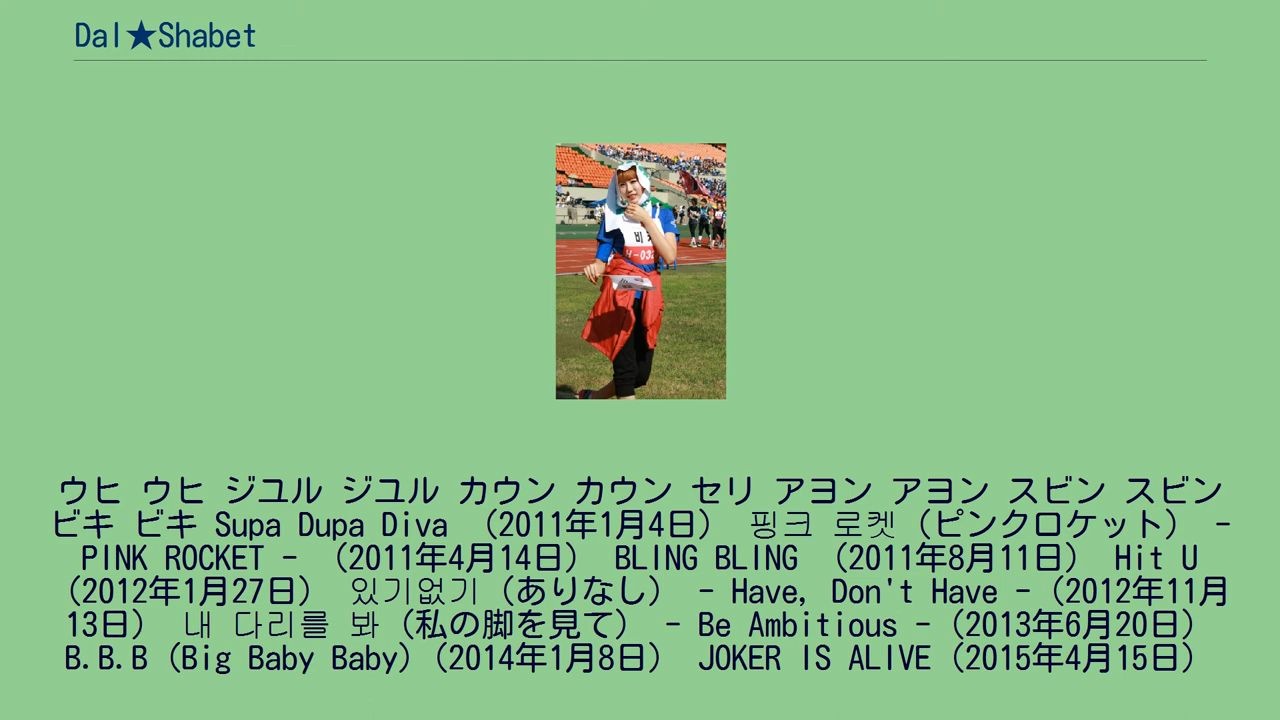 Dal★Shabet
H-032
ウヒ ウヒ ジユル ジユル カウン カウン セリ アヨン アヨン スビン スビン
ビキ ビキ Supa Dupa Diva （2011年1月4日） 핑크 로켓（ピンクロケット） -
PINK ROCKET - （2011年4月14日） BLING BLING （2011年8月11日） Hit U
（2012年1月27日） 있기없기（ありなし） - Have, Don't Have -（2012年11月
13日） 내 다리를 봐（私の脚を見て） - Be Ambitious -（2013年6月20日）
B.B.B（Big Baby Baby）（2014年1月8日） JOKER IS ALIVE（2015年4月15日）